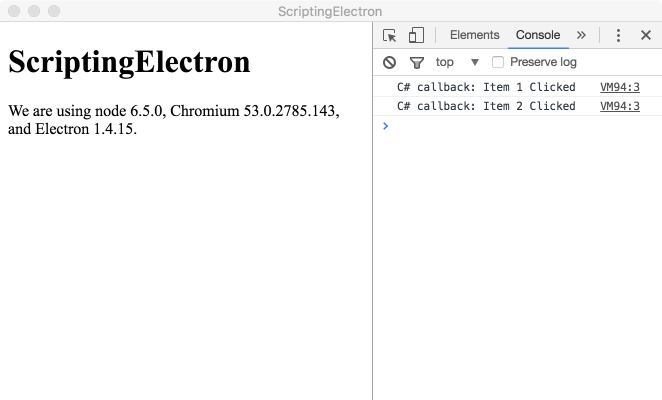 ScriptingElectron
ScriptingElectron
We are using node 6.5.0, Chromium 53.0.2785.143,
and Electron 1.4.15.
Elements Console
top Preserve log
C# callback: Item 1 Clicked VM94:3
C# callback: Item 2 Clicked VM94:3